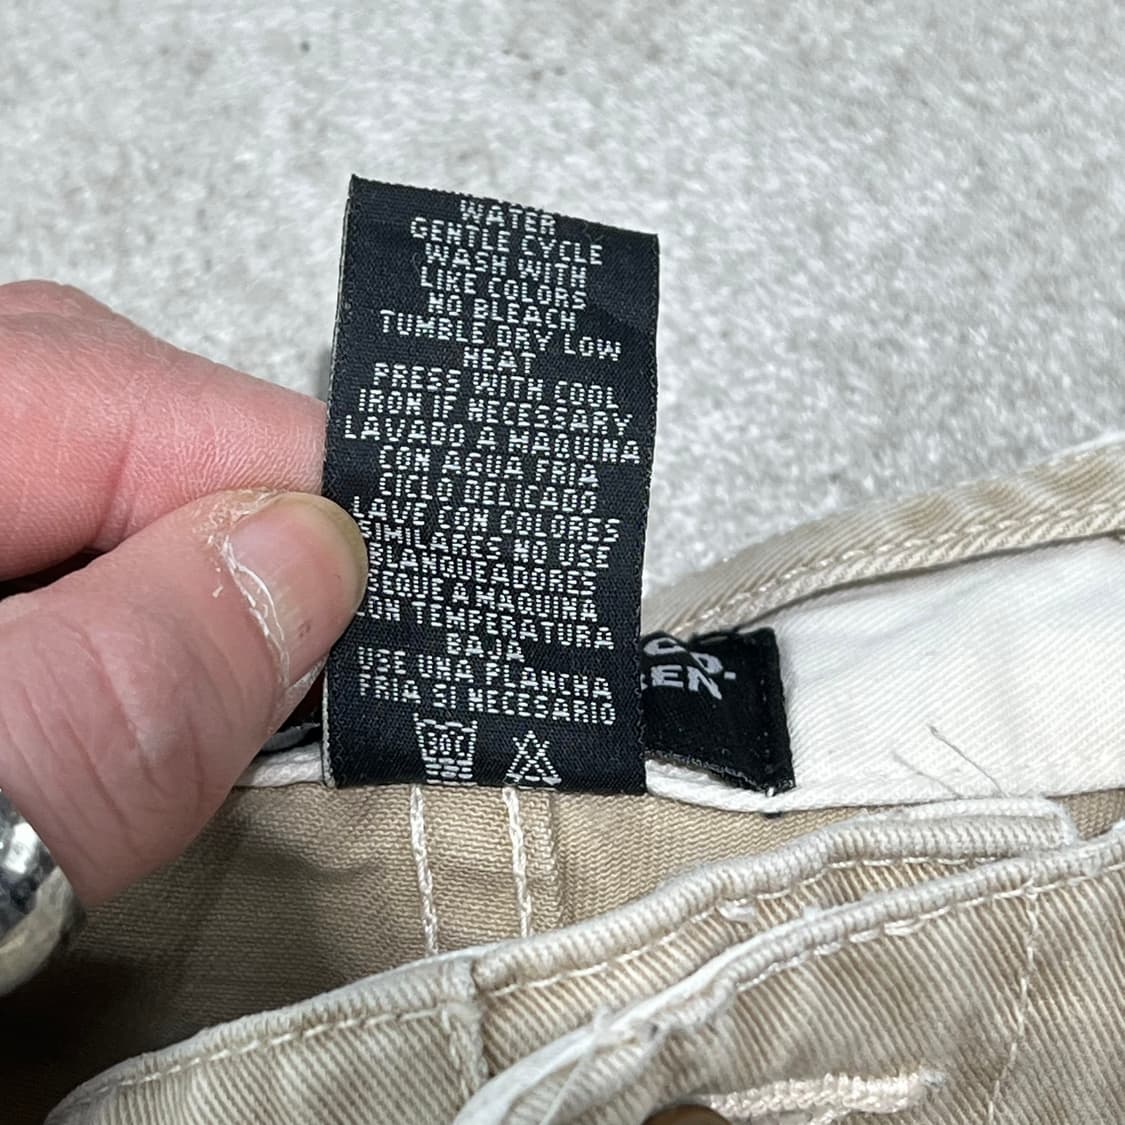 WATER
GENTLE CYCLE
WASH WITH
LIKE COLORS
NO BLEACH
TUMBLE DRY LOW
HEAT
PRESS WITH COOL
IRON IF NECESSARY
LAVADO A MAQUINA
CON AGUA FRIA
CICLO DELICADO
LAVE CON COLORES
SIMILARES NO USE
BLANQUEADORES
SEQUE A MAQUINA
CON TEMPERATURA
BAJA
USE UNA PLANCHA
FRIA SI NECESARIO
30C